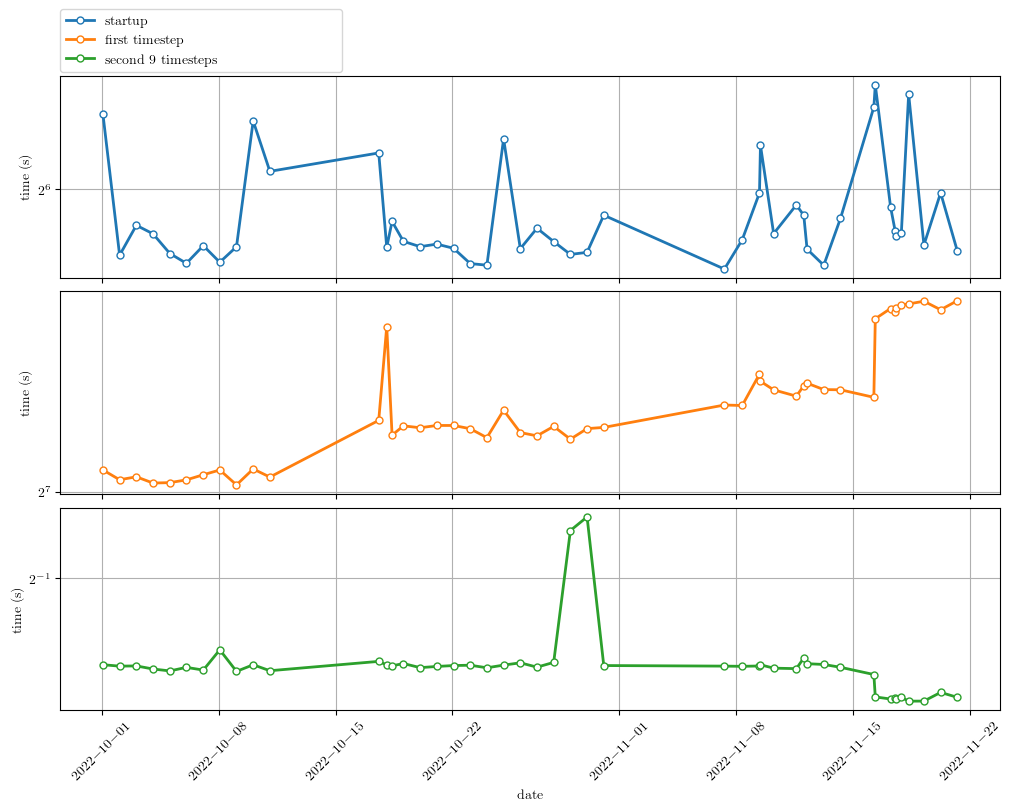 startup
first timestep
second 9 timesteps
time (s)
2^6
time (s)
2^7
time (s)
2^−1
2022−10−01
2022−10−08
2022−10−15
2022−10−22
2022−11−01
2022−11−08
2022−11−15
2022−11−22
date